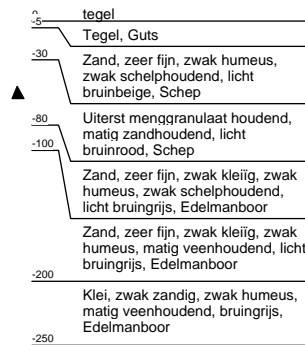 0 tegel
-5
Tegel, Guts
-30
Zand, zeer fijn, zwak humeus,
zwak schelphoudend, licht
bruinbeige, Schep
-80
Uiterst menggranulaat houdend,
matig zandhoudend, licht
bruinrood, Schep
-100
Zand, zeer fijn, zwak kleiïg, zwak
humeus, zwak schelphoudend,
licht bruingrijs, Edelmanboor
Zand, zeer fijn, zwak kleiïg, zwak
humeus, matig veenhoudend, licht
bruingrijs, Edelmanboor
-200
Klei, zwak zandig, zwak humeus,
matig veenhoudend, bruingrijs,
Edelmanboor
-250